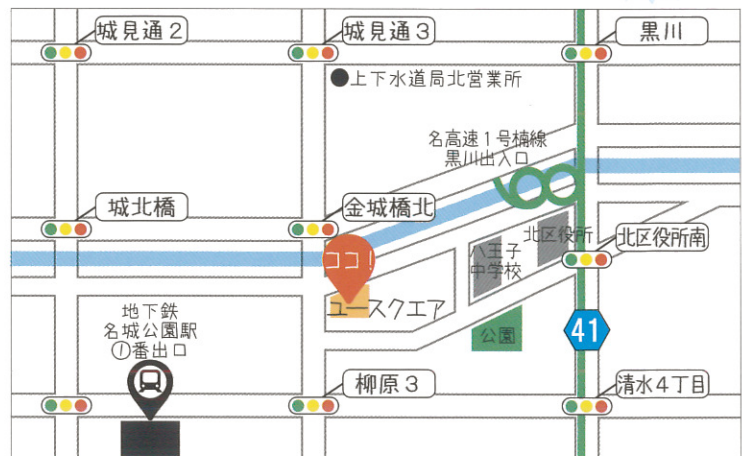 城見通2
城見通3
黒川
●上下水道局北営業所
名高速1号楠線
黒川出入口
城北橋
金城橋北
北区役所
北区役所南
八王子
中学校
ココ!
ユースクエア
地下鉄
名城公園駅
①番出口
公園
41
柳原3
清水4丁目